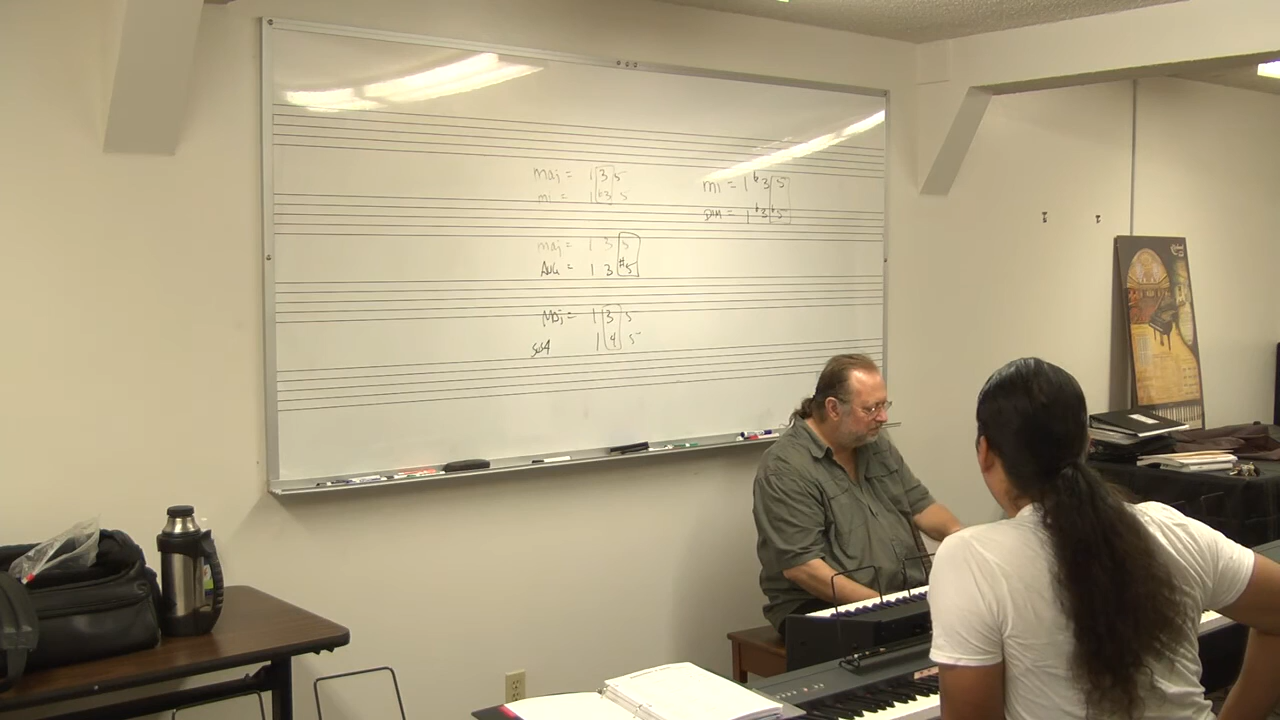 maj = 1 3 5
mi = 1 b3 5
mi = 1 b3 5
DIM = 1 b3 b5
maj = 1 3 5
AUG = 1 3 #5
Maj = 1 3 5
SUS4 1 4 5